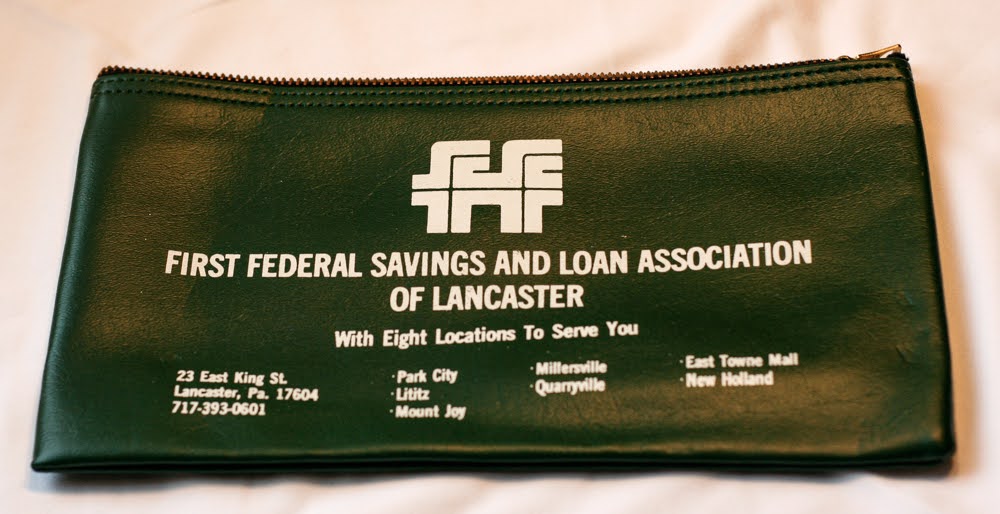 FIRST FEDERAL SAVINGS AND LOAN ASSOCIATION
OF LANCASTER
With Eight Locations To Serve You
23 East King St.
Lancaster, Pa. 17604
717-393-0601
· Park City
· Lititz
· Mount Joy
· Millersville
· Quarryville
· East Towne Mall
· New Holland